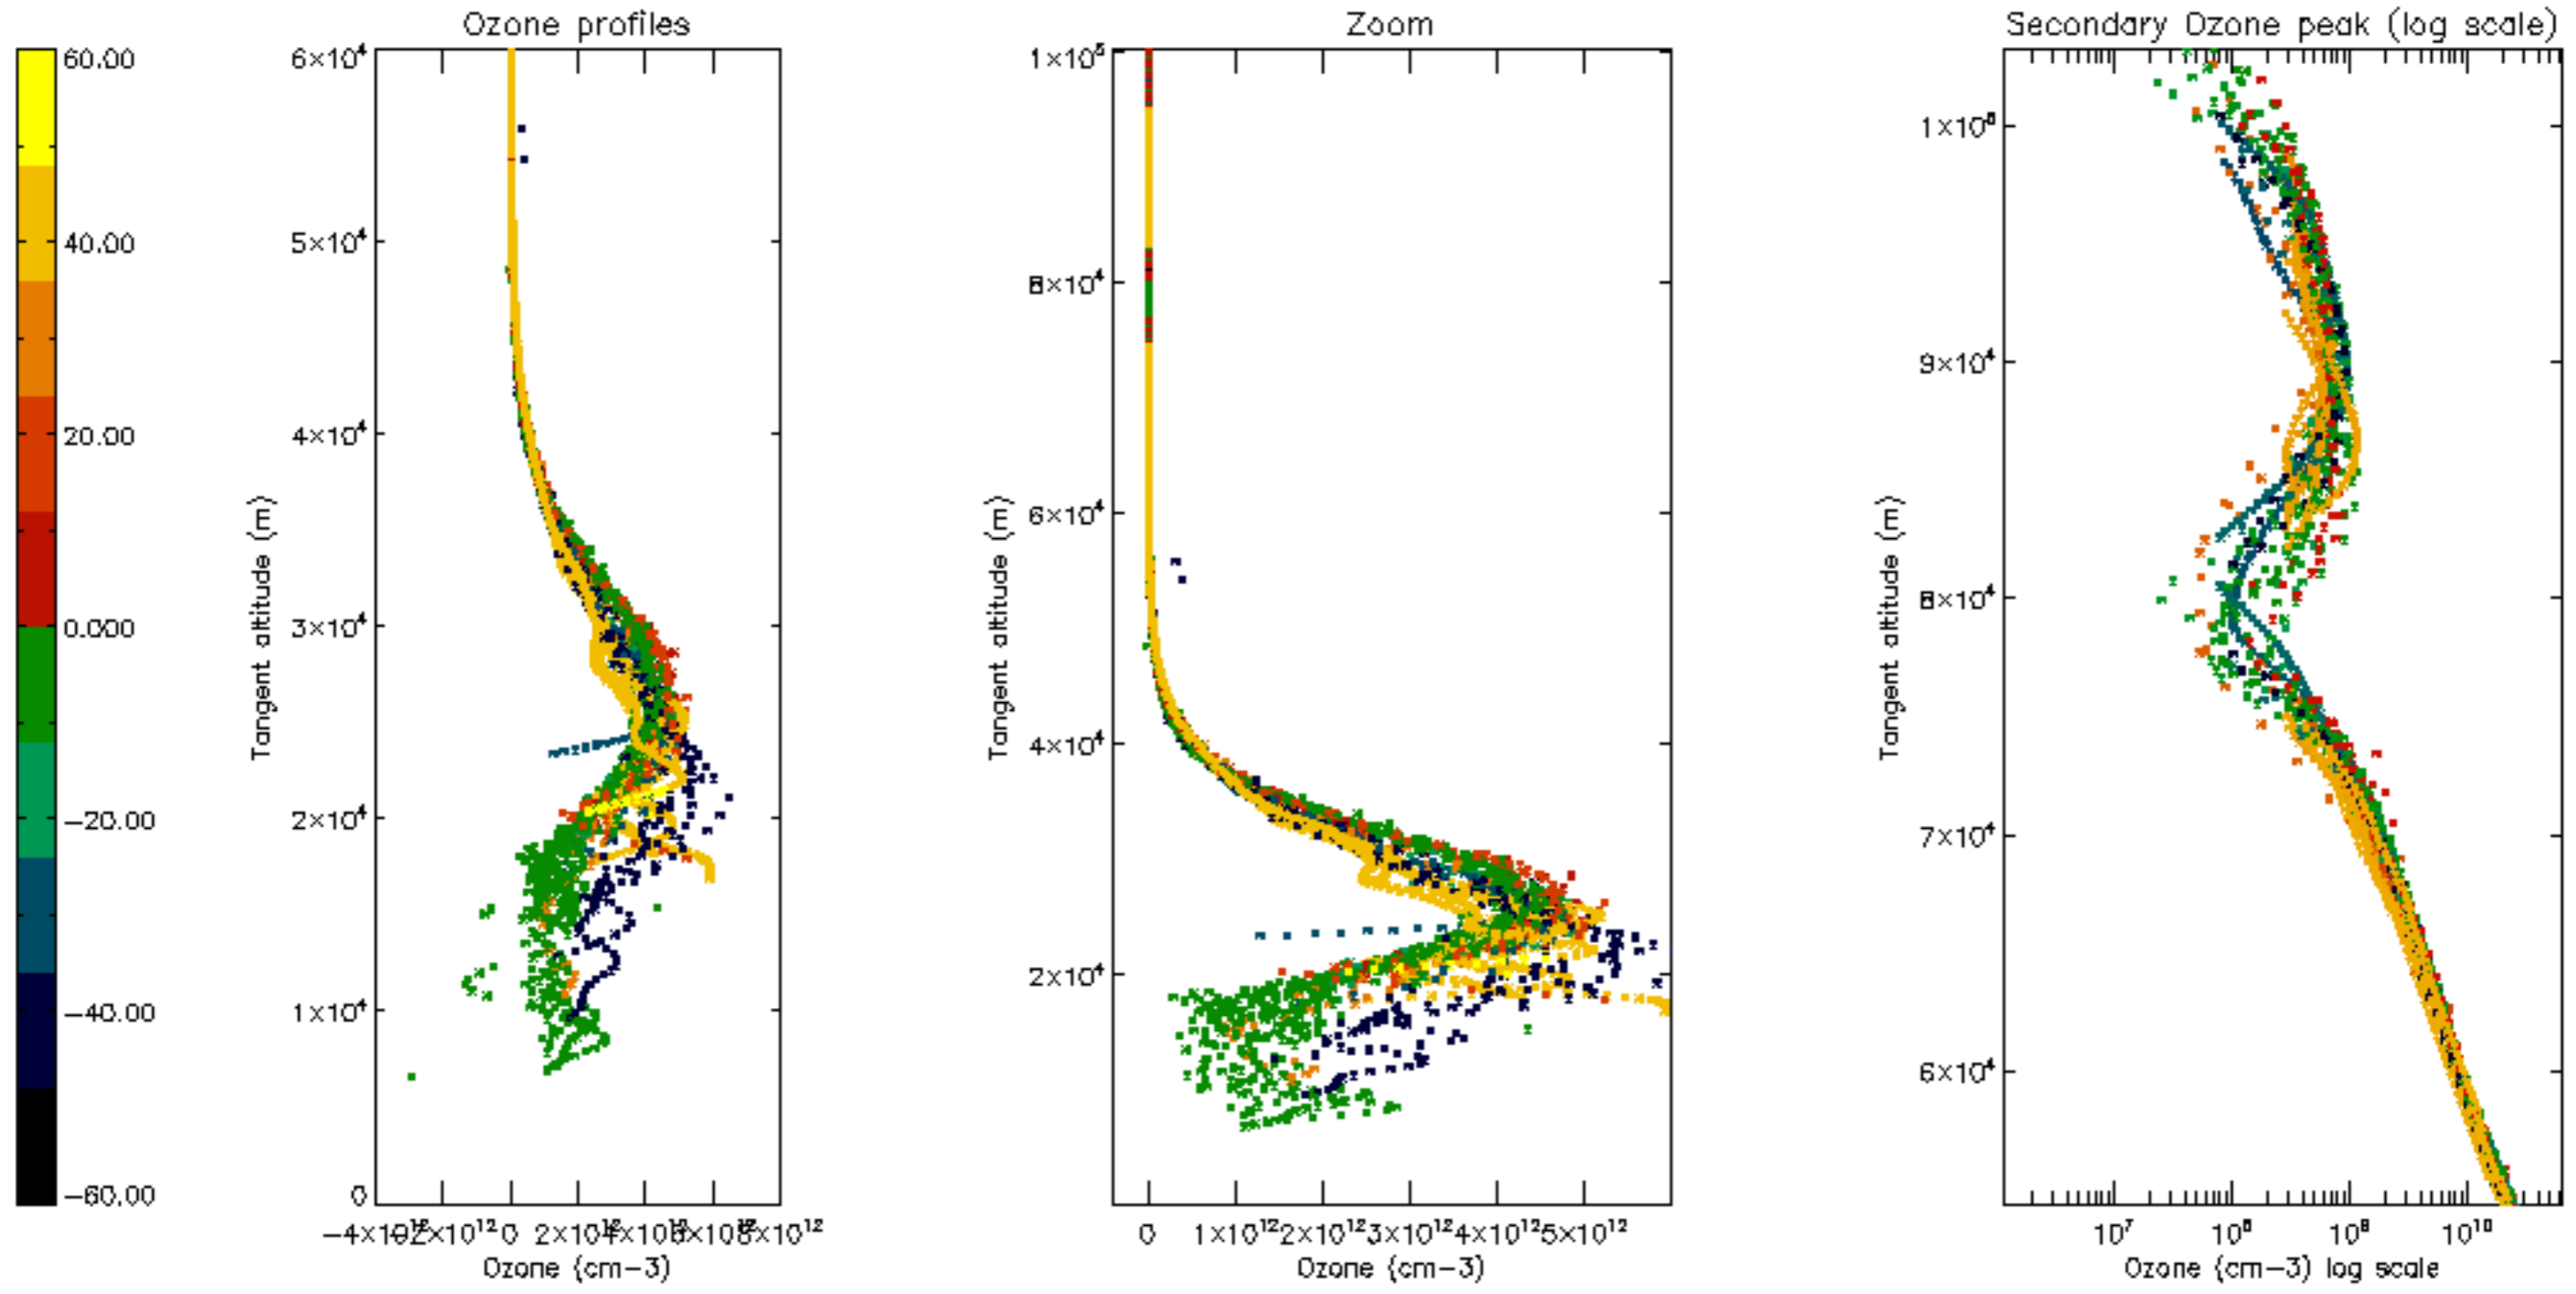 Ozone profiles
Zoom
Secondary Ozone peak (log scale)
60.00
40.00
20.00
0.000
−20.00
−40.00
−60.00
6×10⁴
5×10⁴
4×10⁴
3×10⁴
2×10⁴
1×10⁴
0
Tangent altitude (m)
0
8×10¹²
Ozone (cm−3)
1×10⁵
8×10⁴
6×10⁴
4×10⁴
2×10⁴
Tangent altitude (m)
0 1×10¹² 2×10¹² 3×10¹² 4×10¹² 5×10¹²
Ozone (cm−3)
1×10⁵
9×10⁴
8×10⁴
7×10⁴
6×10⁴
Tangent altitude (m)
10⁷ 10⁸ 10⁹ 10¹⁰
Ozone (cm−3) log scale